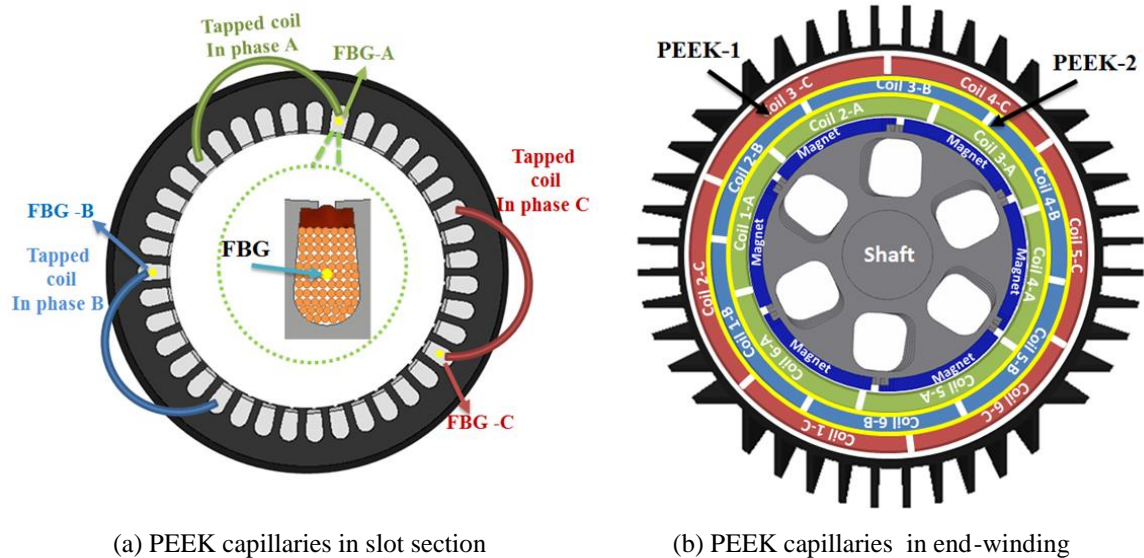 Tapped coil
In phase A
FBG-A
FBG -B
Tapped
coil
In phase B
FBG
Tapped
coil
In phase C
FBG -C
(a) PEEK capillaries in slot section
PEEK-1
PEEK-2
Coil 3 -C
Coil 4-C
Coil 3-B
Coil 2-A
Coil 2-B
Coil 3-A
Coil 4-B
Coil 1-A
Coil 2-C
Coil 5-C
Coil 4-A
Coil 1-B
Coil 6-A
Coil 5-A
Coil 5-B
Coil 6-B
Coil 1-C
Coil 6-C
Magnet
Magnet
Magnet
Magnet
Magnet
Magnet
Shaft
(b) PEEK capillaries in end-winding